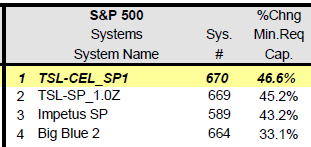 S&P 500 %Chng
Systems Sys. Min.Req
System Name # Cap.
1 TSL-CEL_SP1 670 46.6%
2 TSL-SP_1.0Z 669 45.2%
3 Impetus SP 589 43.2%
4 Big Blue 2 664 33.1%